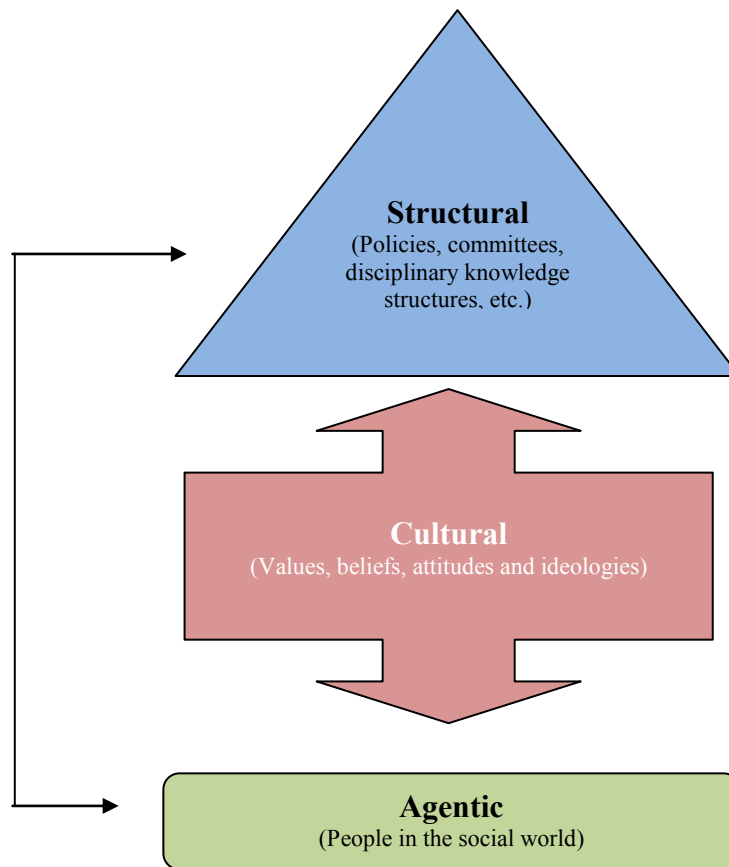 Structural
(Policies, committees,
disciplinary knowledge
structures, etc.)
Cultural
(Values, beliefs, attitudes and ideologies)
Agentic
(People in the social world)